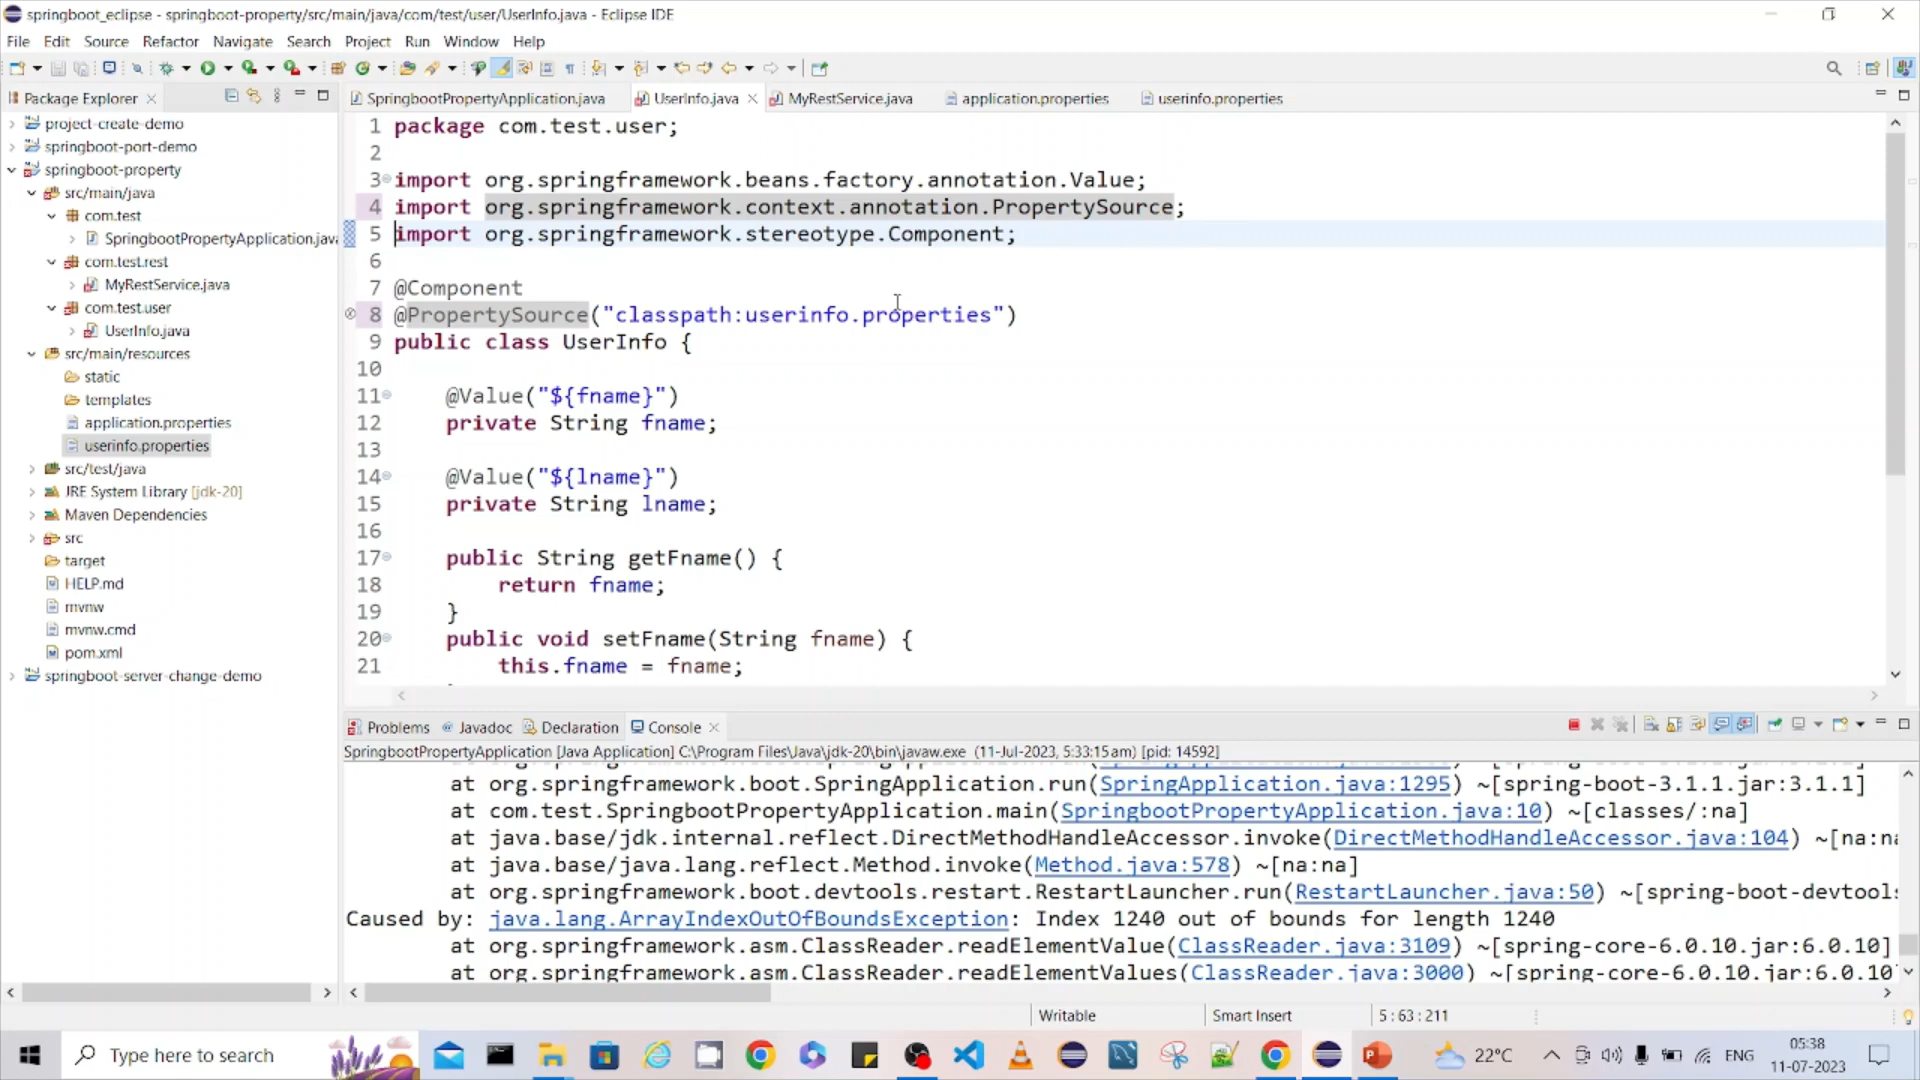 springboot_eclipse - springboot-property/src/main/java/com/test/user/UserInfo.java - Eclipse IDE
File Edit Source Refactor Navigate Search Project Run Window Help
Package Explorer
project-create-demo
springboot-port-demo
springboot-property
src/main/java
com.test
SpringbootPropertyApplication.java
com.test.rest
MyRestService.java
com.test.user
UserInfo.java
src/main/resources
static
templates
application.properties
userinfo.properties
src/test/java
JRE System Library [jdk-20]
Maven Dependencies
src
target
HELP.md
mvnw
mvnw.cmd
pom.xml
springboot-server-change-demo
SpringbootPropertyApplication.java UserInfo.java MyRestService.java application.properties userinfo.properties
1 package com.test.user;
2
3 import org.springframework.beans.factory.annotation.Value;
4 import org.springframework.context.annotation.PropertySource;
5 import org.springframework.stereotype.Component;
6
7 @Component
8 @PropertySource("classpath:userinfo.properties")
9 public class UserInfo {
10
11 @Value("${fname}")
12 private String fname;
13
14 @Value("${lname}")
15 private String lname;
16
17 public String getFname() {
18 return fname;
19 }
20 public void setFname(String fname) {
21 this.fname = fname;
Problems Javadoc Declaration Console
SpringbootPropertyApplication [Java Application] C:\Program Files\Java\jdk-20\bin\javaw.exe (11-Jul-2023, 5:33:15 am) [pid: 14592]
at org.springframework.boot.SpringApplication.run(SpringApplication.java:1295) ~[spring-boot-3.1.1.jar:3.1.1]
at com.test.SpringbootPropertyApplication.main(SpringbootPropertyApplication.java:10) ~[classes/:na]
at java.base/jdk.internal.reflect.DirectMethodHandleAccessor.invoke(DirectMethodHandleAccessor.java:104) ~[na:na
at java.base/java.lang.reflect.Method.invoke(Method.java:578) ~[na:na]
at org.springframework.boot.devtools.restart.RestartLauncher.run(RestartLauncher.java:50) ~[spring-boot-devtools
Caused by: java.lang.ArrayIndexOutOfBoundsException: Index 1240 out of bounds for length 1240
at org.springframework.asm.ClassReader.readElementValue(ClassReader.java:3109) ~[spring-core-6.0.10.jar:6.0.10]
at org.springframework.asm.ClassReader.readElementValues(ClassReader.java:3000) ~[spring-core-6.0.10.jar:6.0.10
Writable Smart Insert 5 : 63 : 211
Type here to search
22°C ENG
05:38
11-07-2023